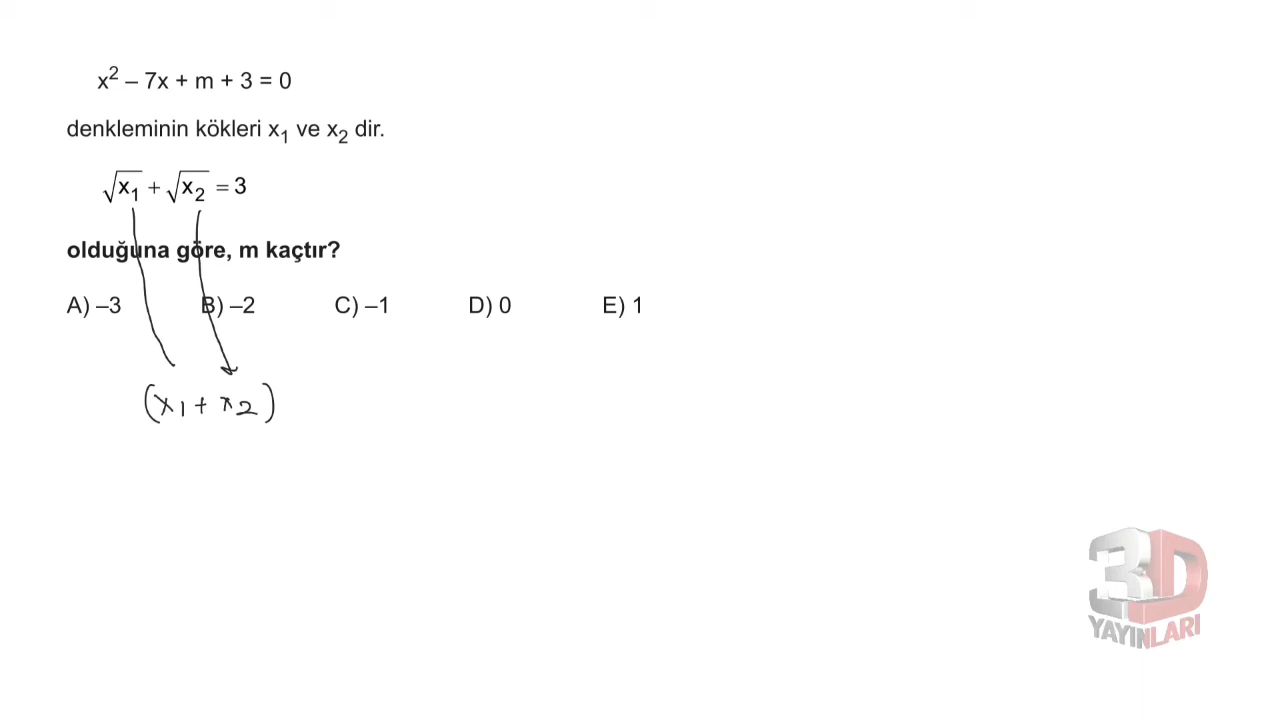 x² – 7x + m + 3 = 0
denkleminin kökleri x₁ ve x₂ dir.
√x₁ + √x₂ = 3
olduğuna göre, m kaçtır?
A) –3 B) –2 C) –1 D) 0 E) 1
(x₁ + x₂)
3D
YAYINLARI